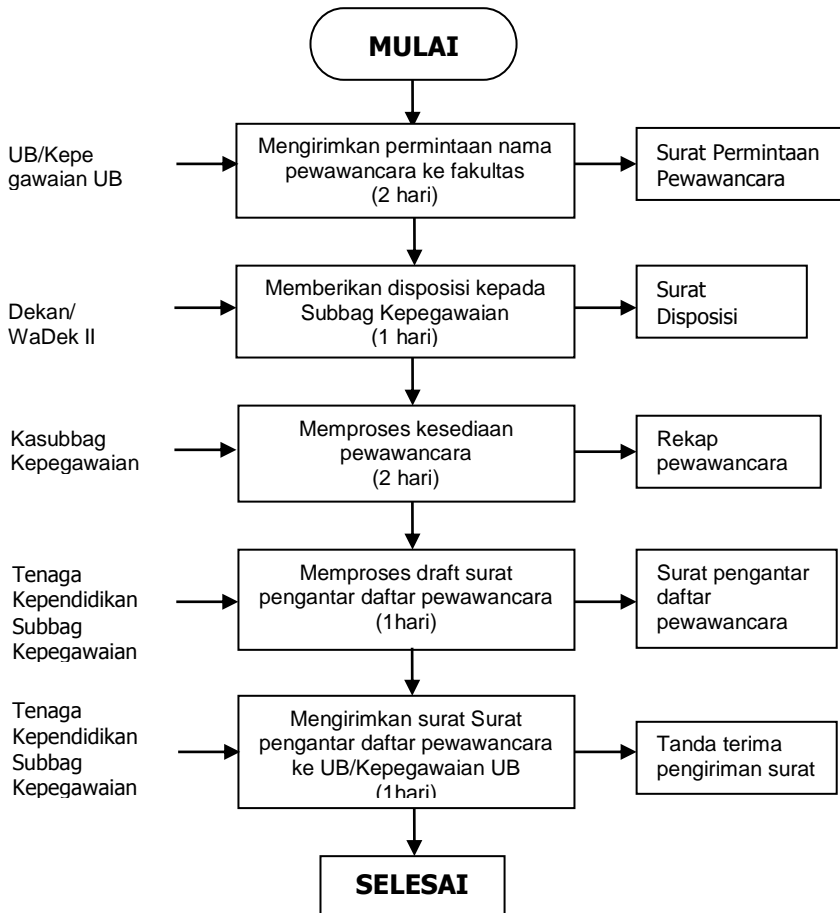 MULAI
UB/Kepe
gawaian UB
Mengirimkan permintaan nama
pewawancara ke fakultas
(2 hari)
Surat Permintaan
Pewawancara
Dekan/
WaDek II
Memberikan disposisi kepada
Subbag Kepegawaian
(1 hari)
Surat
Disposisi
Kasubbag
Kepegawaian
Memproses kesediaan
pewawancara
(2 hari)
Rekap
pewawancara
Tenaga
Kependidikan
Subbag
Kepegawaian
Memproses draft surat
pengantar daftar pewawancara
(1hari)
Surat pengantar
daftar
pewawancara
Tenaga
Kependidikan
Subbag
Kepegawaian
Mengirimkan surat Surat
pengantar daftar pewawancara
ke UB/Kepegawaian UB
(1hari)
Tanda terima
pengiriman surat
SELESAI